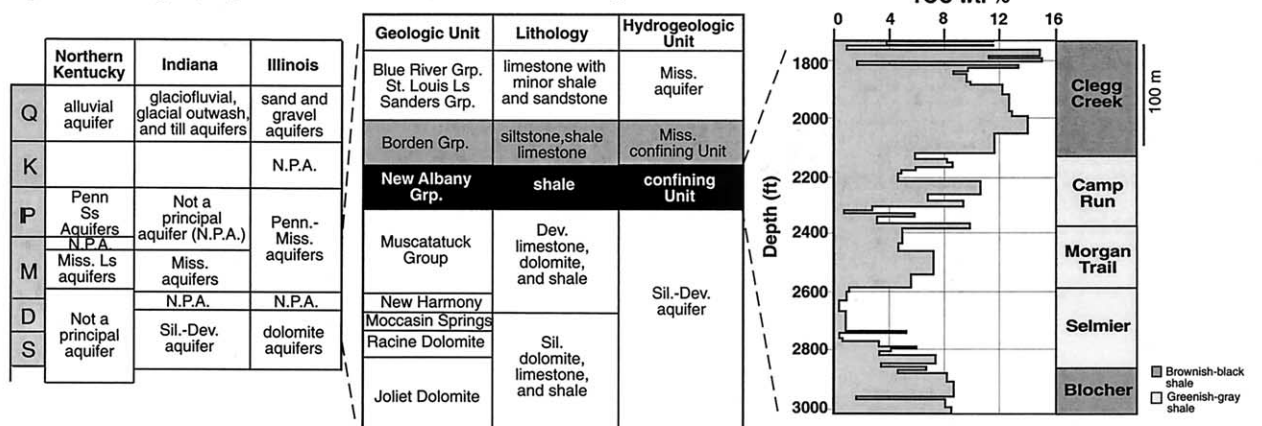 Northern
Kentucky
Indiana
Illinois
Q
alluvial
aquifer
glaciofluvial,
glacial outwash,
and till aquifers
sand and
gravel
aquifers
K
N.P.A.
P
Penn
Ss
Aquifers
Not a
principal
aquifer (N.P.A.)
Penn.-
Miss.
aquifers
N.P.A.
M
Miss. Ls
aquifers
Miss.
aquifers
D
Not a
principal
aquifer
N.P.A.
N.P.A.
S
Sil.-Dev.
aquifer
dolomite
aquifers
Geologic Unit
Lithology
Hydrogeologic
Unit
Blue River Grp.
St. Louis Ls
Sanders Grp.
limestone with
minor shale
and sandstone
Miss.
aquifer
Borden Grp.
siltstone,shale
limestone
Miss.
confining Unit
New Albany
Grp.
shale
confining
Unit
Muscatatuck
Group
Dev.
limestone,
dolomite,
and shale
Sil.-Dev.
aquifer
New Harmony
Moccasin Springs
Racine Dolomite
Sil.
dolomite,
limestone,
and shale
Joliet Dolomite
0 4 8 12 16
Depth (ft)
1800
2000
2200
2400
2600
2800
3000
Clegg
Creek
Camp
Run
Morgan
Trail
Selmier
Blocher
100 m
Brownish-black
shale
Greenish-gray
shale